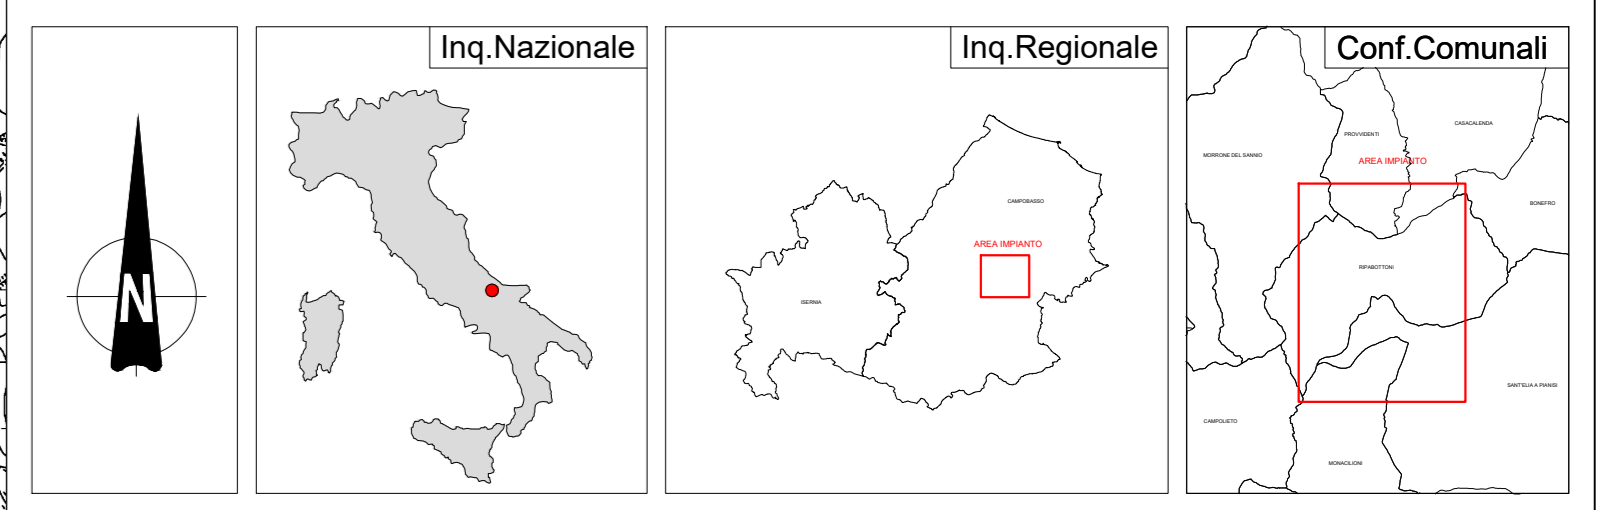 N
Inq.Nazionale
Inq.Regionale
CAMPOBASSO
AREA IMPIANTO
ISERNIA
Conf.Comunali
CASACALENDA
PROVVIDENTI
MORRONE DEL SANNIO
AREA IMPIANTO
BONEFRO
RIPABOTTONI
SANT'ELIA A PIANISI
CAMPOLIETO
MONACILIONI